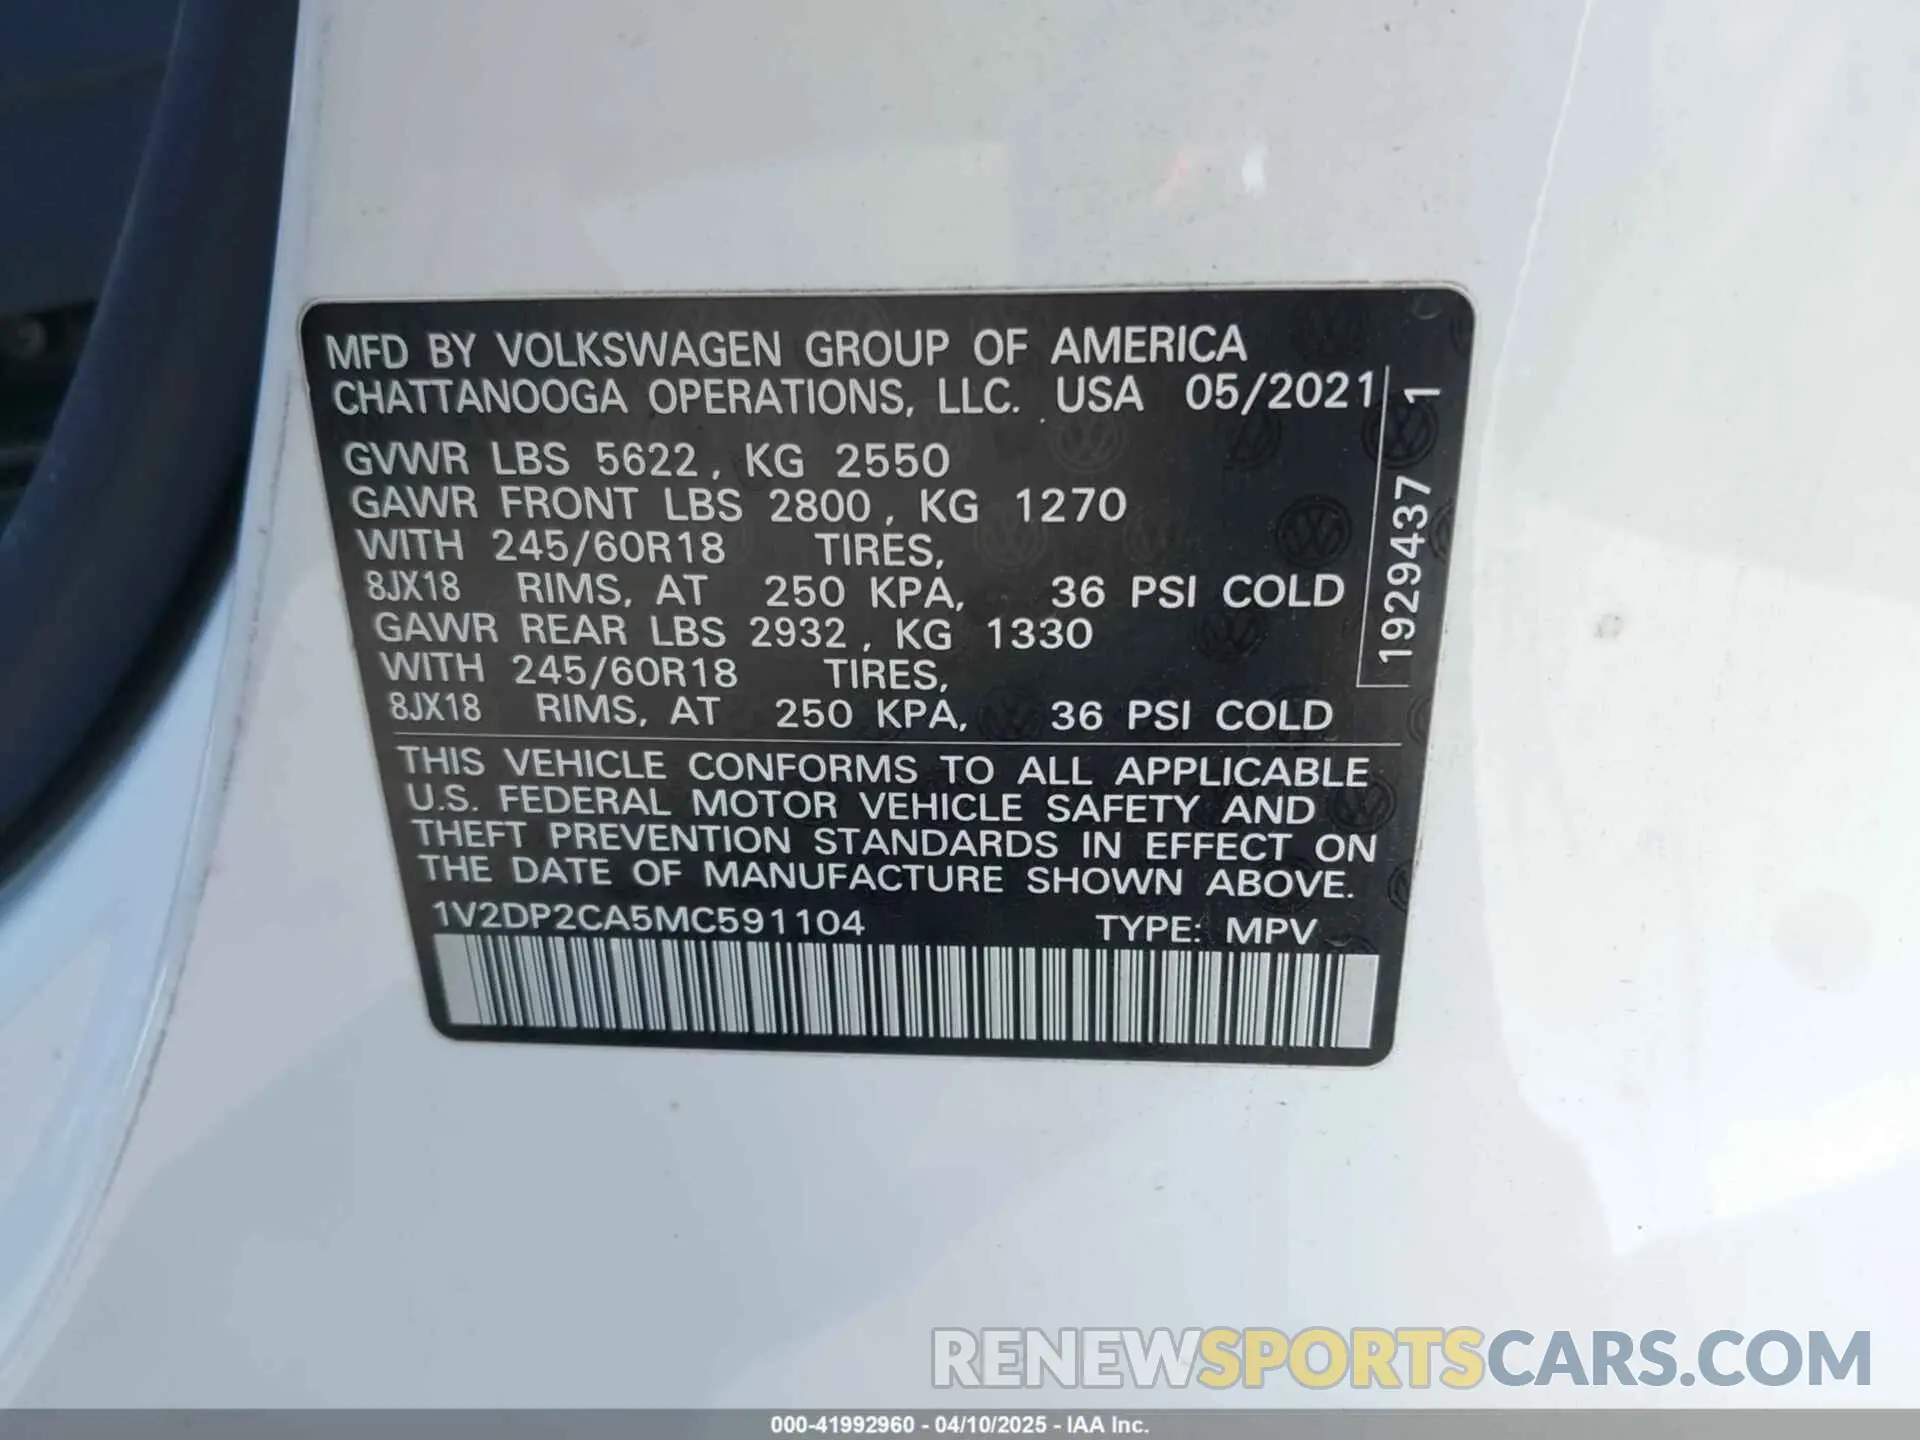 MFD BY VOLKSWAGEN GROUP OF AMERICA
CHATTANOOGA OPERATIONS, LLC. USA 05/2021
GVWR LBS 5622, KG 2550
GAWR FRONT LBS 2800, KG 1270
WITH 245/60R18 TIRES,
8JX18 RIMS, AT 250 KPA, 36 PSI COLD
GAWR REAR LBS 2932, KG 1330
WITH 245/60R18 TIRES,
8JX18 RIMS, AT 250 KPA, 36 PSI COLD
1929437 1
THIS VEHICLE CONFORMS TO ALL APPLICABLE
U.S. FEDERAL MOTOR VEHICLE SAFETY AND
THEFT PREVENTION STANDARDS IN EFFECT ON
THE DATE OF MANUFACTURE SHOWN ABOVE.
1V2DP2CA5MC591104 TYPE: MPV
RENEWSPORTSCARS.COM
000-41992960 - 04/10/2025 - IAA Inc.